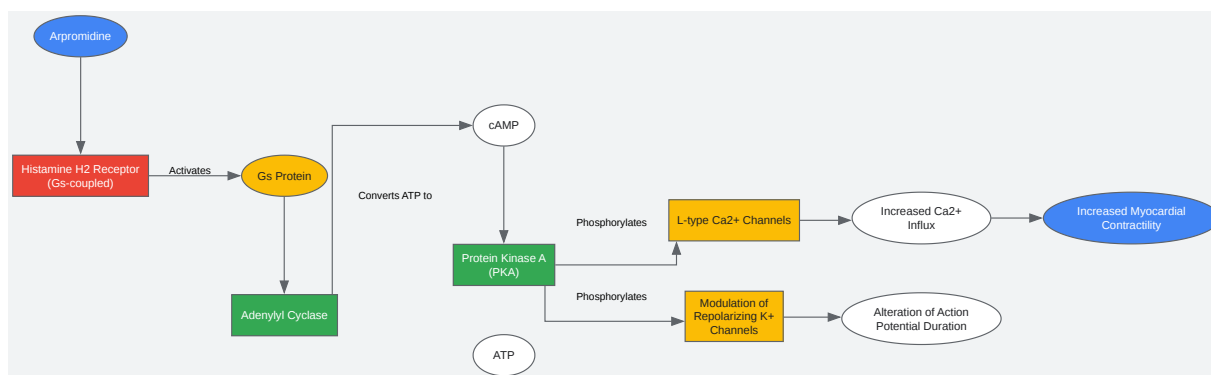 Arpromidine
Histamine H2 Receptor
(Gs-coupled)
Activates
Gs Protein
Adenylyl Cyclase
Converts ATP to
cAMP
Protein Kinase A
(PKA)
Phosphorylates
L-type Ca2+ Channels
Increased Ca2+
Influx
Increased Myocardial
Contractility
Phosphorylates
Modulation of
Repolarizing K+
Channels
Alteration of Action
Potential Duration
ATP